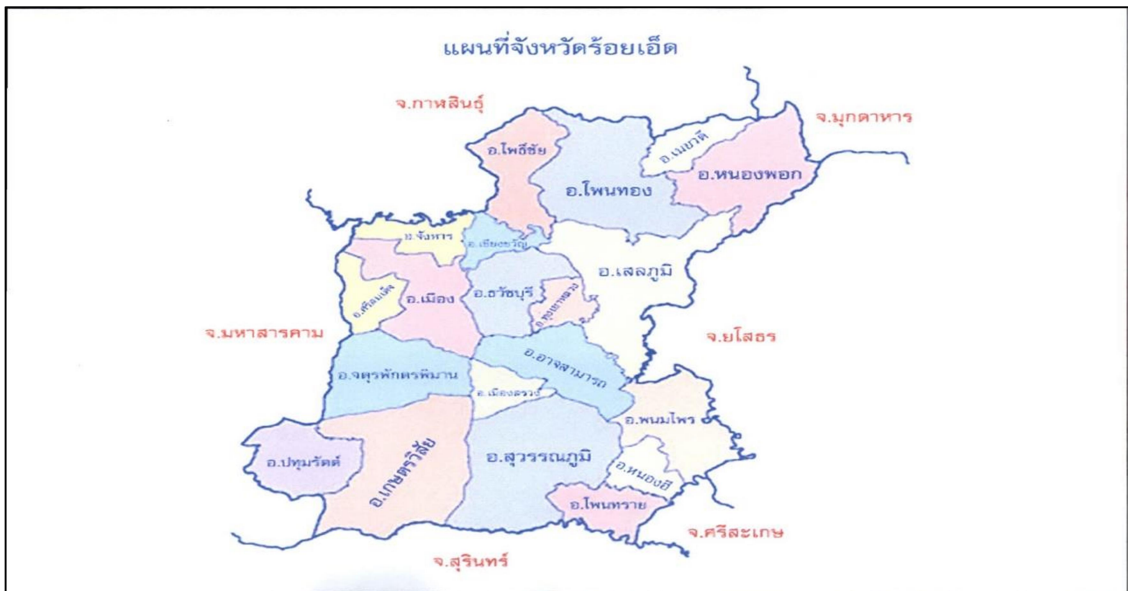 แผนที่จังหวัดร้อยเอ็ด
จ.กาฬสินธุ์
จ.มุกดาหาร
อ.โพธิ์ชัย
อ.เมยวดี
อ.หนองพอก
อ.โพนทอง
อ.จังหาร
อ.เชียงขวัญ
อ.เสลภูมิ
อ.ศรีสมเด็จ
อ.เมือง
อ.ธวัชบุรี
อ.ทุ่งเขาหลวง
จ.มหาสารคาม
จ.ยโสธร
อ.จตุรพักตรพิมาน
อ.อาจสามารถ
อ.เมืองสรวง
อ.พนมไพร
อ.ปทุมรัตต์
อ.เกษตรวิสัย
อ.สุวรรณภูมิ
อ.หนองฮี
อ.โพนทราย
จ.ศรีสะเกษ
จ.สุรินทร์